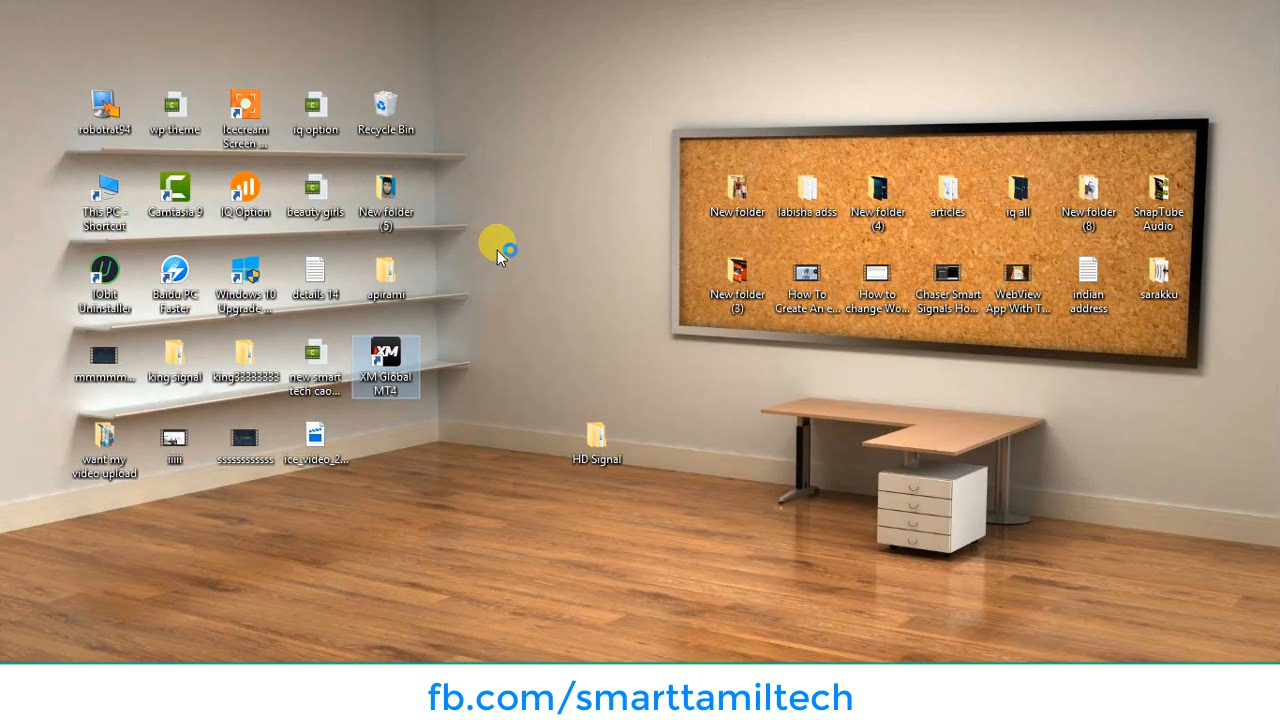 robotrat94
wp theme
Icecream
Screen ...
iq option
Recycle Bin
This PC -
Shortcut
Camtasia 9
IQ Option
beauty girls
New folder
(5)
IObit
Uninstaller
Baidu PC
Faster
Windows 10
Upgrade ...
details 14
apirami
mmmmm...
king signal
king33333333
new smart
tech cao...
XM
XM Global
MT4
want my
video upload
iiiii
sssssssssss
ice_video_2...
HD Signal
New folder
labisha adss
New folder
(4)
articles
iq all
New folder
(8)
SnapTube
Audio
New folder
(3)
How To
Create An e...
How to
change Wo...
Chaser Smart
Signals Ho...
WebView
App With T...
indian
address
sarakku
fb.com/smarttamiltech